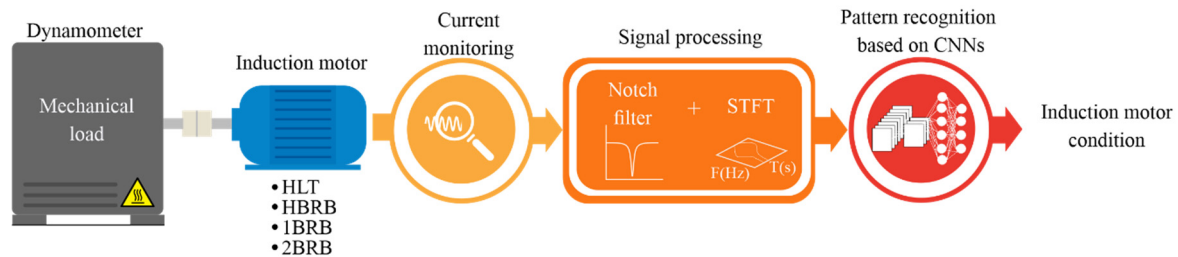 Dynamometer
Mechanical
load
Induction motor
• HLT
• HBRB
• 1BRB
• 2BRB
Current
monitoring
Signal processing
Notch
filter
+
STFT
F(Hz)
T(s)
Pattern recognition
based on CNNs
Induction motor
condition